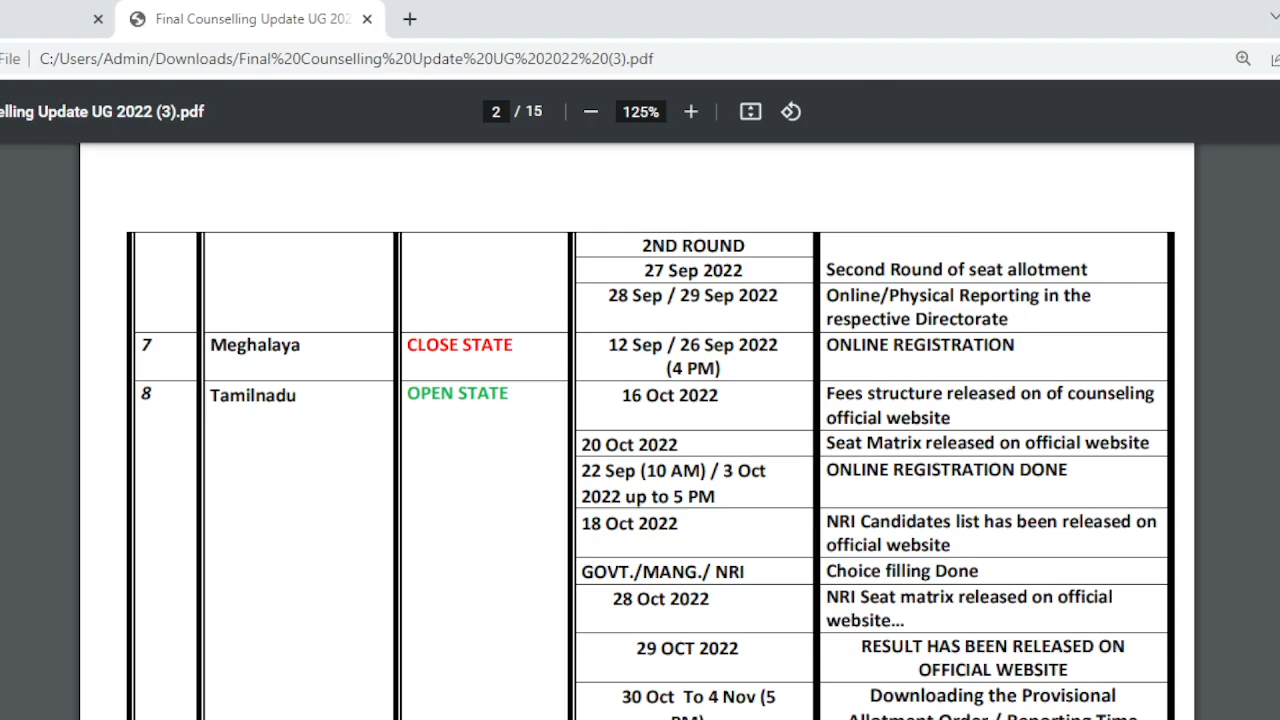 Final Counselling Update UG 202
File
C:/Users/Admin/Downloads/Final%20Counselling%20Update%20UG%202022%20(3).pdf
elling Update UG 2022 (3).pdf
2 / 15
125%
2ND ROUND
27 Sep 2022 Second Round of seat allotment
28 Sep / 29 Sep 2022 Online/Physical Reporting in the
respective Directorate
7 Meghalaya CLOSE STATE 12 Sep / 26 Sep 2022 ONLINE REGISTRATION
(4 PM)
8 Tamilnadu OPEN STATE 16 Oct 2022 Fees structure released on of counseling
official website
20 Oct 2022 Seat Matrix released on official website
22 Sep (10 AM) / 3 Oct ONLINE REGISTRATION DONE
2022 up to 5 PM
18 Oct 2022 NRI Candidates list has been released on
official website
GOVT./MANG./ NRI Choice filling Done
28 Oct 2022 NRI Seat matrix released on official
website...
29 OCT 2022 RESULT HAS BEEN RELEASED ON
OFFICIAL WEBSITE
30 Oct To 4 Nov (5 Downloading the Provisional
PM) Allotment Order / Reporting Time